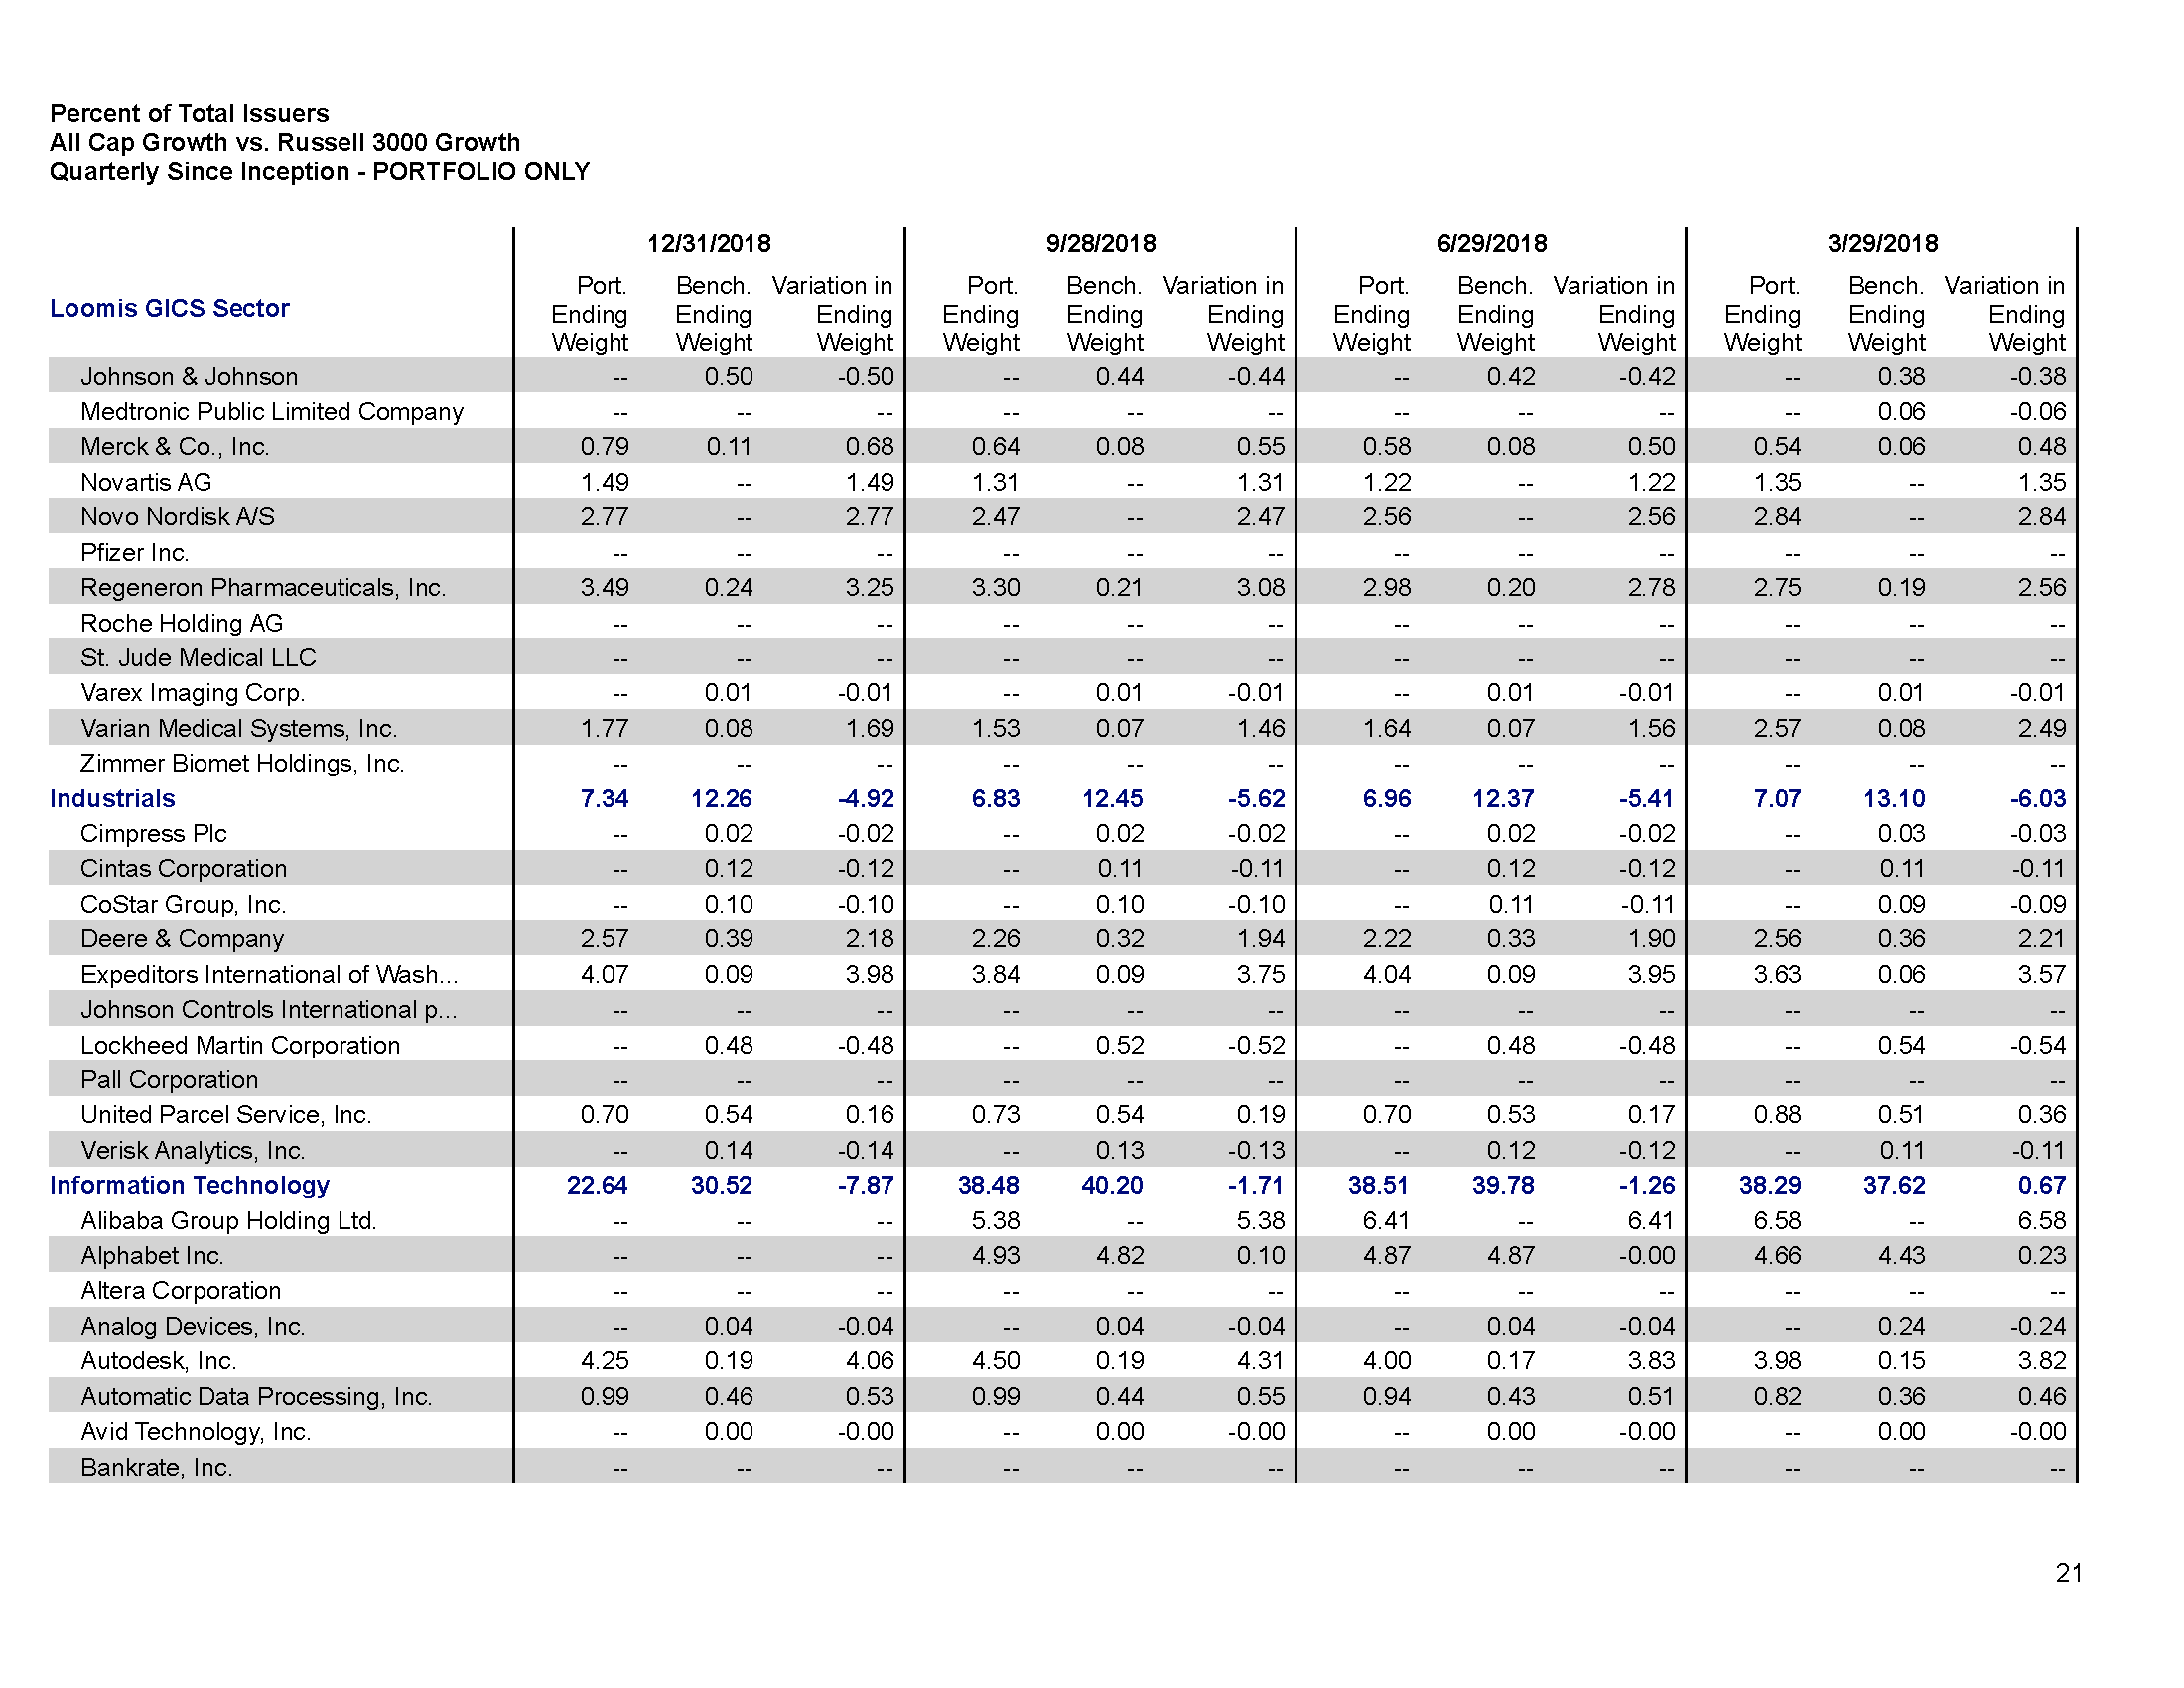 Percent of Total Issuers
All Cap Growth vs. Russell 3000 Growth
Quarterly Since Inception - PORTFOLIO ONLY
12/31/2018 9/28/2018 6/29/2018 3/29/2018
Loomis GICS Sector
Port. Bench. Variation in Port. Bench. Variation in Port. Bench. Variation in Port. Bench. Variation in
Ending Ending Ending Ending Ending Ending Ending Ending Ending Ending Ending Ending
Weight Weight Weight Weight Weight Weight Weight Weight Weight Weight Weight Weight
Johnson & Johnson -- 0.50 -0.50 -- 0.44 -0.44 -- 0.42 -0.42 -- 0.38 -0.38
Medtronic Public Limited Company -- -- -- -- -- -- -- -- -- -- 0.06 -0.06
Merck & Co., Inc. 0.79 0.11 0.68 0.64 0.08 0.55 0.58 0.08 0.50 0.54 0.06 0.48
Novartis AG 1.49 -- 1.49 1.31 -- 1.31 1.22 -- 1.22 1.35 -- 1.35
Novo Nordisk A/S 2.77 -- 2.77 2.47 -- 2.47 2.56 -- 2.56 2.84 -- 2.84
Pfizer Inc. -- -- -- -- -- -- -- -- -- -- -- --
Regeneron Pharmaceuticals, Inc. 3.49 0.24 3.25 3.30 0.21 3.08 2.98 0.20 2.78 2.75 0.19 2.56
Roche Holding AG -- -- -- -- -- -- -- -- -- -- -- --
St. Jude Medical LLC -- -- -- -- -- -- -- -- -- -- -- --
Varex Imaging Corp. -- 0.01 -0.01 -- 0.01 -0.01 -- 0.01 -0.01 -- 0.01 -0.01
Varian Medical Systems, Inc. 1.77 0.08 1.69 1.53 0.07 1.46 1.64 0.07 1.56 2.57 0.08 2.49
Zimmer Biomet Holdings, Inc. -- -- -- -- -- -- -- -- -- -- -- --
Industrials 7.34 12.26 -4.92 6.83 12.45 -5.62 6.96 12.37 -5.41 7.07 13.10 -6.03
Cimpress Plc -- 0.02 -0.02 -- 0.02 -0.02 -- 0.02 -0.02 -- 0.03 -0.03
Cintas Corporation -- 0.12 -0.12 -- 0.11 -0.11 -- 0.12 -0.12 -- 0.11 -0.11
CoStar Group, Inc. -- 0.10 -0.10 -- 0.10 -0.10 -- 0.11 -0.11 -- 0.09 -0.09
Deere & Company 2.57 0.39 2.18 2.26 0.32 1.94 2.22 0.33 1.90 2.56 0.36 2.21
Expeditors International of Wash... 4.07 0.09 3.98 3.84 0.09 3.75 4.04 0.09 3.95 3.63 0.06 3.57
Johnson Controls International p... -- -- -- -- -- -- -- -- -- -- -- --
Lockheed Martin Corporation -- 0.48 -0.48 -- 0.52 -0.52 -- 0.48 -0.48 -- 0.54 -0.54
Pall Corporation -- -- -- -- -- -- -- -- -- -- -- --
United Parcel Service, Inc. 0.70 0.54 0.16 0.73 0.54 0.19 0.70 0.53 0.17 0.88 0.51 0.36
Verisk Analytics, Inc. -- 0.14 -0.14 -- 0.13 -0.13 -- 0.12 -0.12 -- 0.11 -0.11
Information Technology 22.64 30.52 -7.87 38.48 40.20 -1.71 38.51 39.78 -1.26 38.29 37.62 0.67
Alibaba Group Holding Ltd. -- -- -- 5.38 -- 5.38 6.41 -- 6.41 6.58 -- 6.58
Alphabet Inc. -- -- -- 4.93 4.82 0.10 4.87 4.87 -0.00 4.66 4.43 0.23
Altera Corporation -- -- -- -- -- -- -- -- -- -- -- --
Analog Devices, Inc. -- 0.04 -0.04 -- 0.04 -0.04 -- 0.04 -0.04 -- 0.24 -0.24
Autodesk, Inc. 4.25 0.19 4.06 4.50 0.19 4.31 4.00 0.17 3.83 3.98 0.15 3.82
Automatic Data Processing, Inc. 0.99 0.46 0.53 0.99 0.44 0.55 0.94 0.43 0.51 0.82 0.36 0.46
Avid Technology, Inc. -- 0.00 -0.00 -- 0.00 -0.00 -- 0.00 -0.00 -- 0.00 -0.00
Bankrate, Inc. -- -- -- -- -- -- -- -- -- -- -- --
21